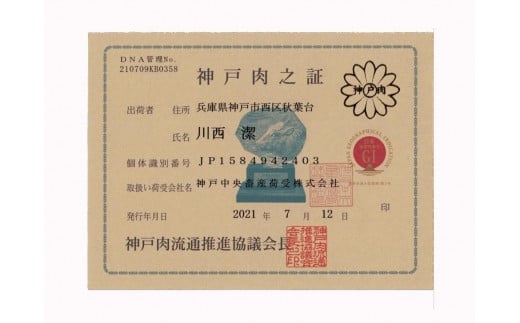 DNA管理No.
210709KB0358
神戸肉之証
神戸肉
出荷者 住所 兵庫県神戸市西区秋葉台
氏名 川西 潔
個体識別番号 JP1584942403
JAPAN GEOGRAPHICAL INDICATION
GI
取扱い荷受会社名 神戸中央畜産荷受株式会社
発行年月日 2021年 7月 12日 印
神戸肉流通推進協議会長